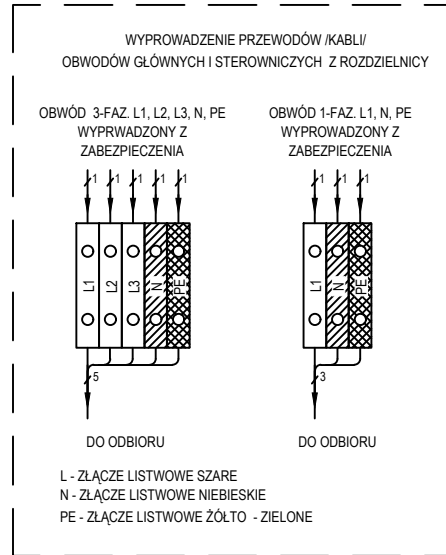 WYPROWADZENIE PRZEWODÓW /KABLI/
OBWODÓW GŁÓWNYCH I STEROWNICZYCH Z ROZDZIELNICY
OBWÓD 3-FAZ. L1, L2, L3, N, PE
WYPRWADZONY Z
ZABEZPIECZENIA
1 1 1 1 1
L1 L2 L3 N PE
5
DO ODBIORU
OBWÓD 1-FAZ. L1, N, PE
WYPROWADZONY Z
ZABEZPIECZENIA
1 1 1
L1 N PE
3
DO ODBIORU
L - ZŁĄCZE LISTWOWE SZARE
N - ZŁĄCZE LISTWOWE NIEBIESKIE
PE - ZŁĄCZE LISTWOWE ŻÓŁTO - ZIELONE